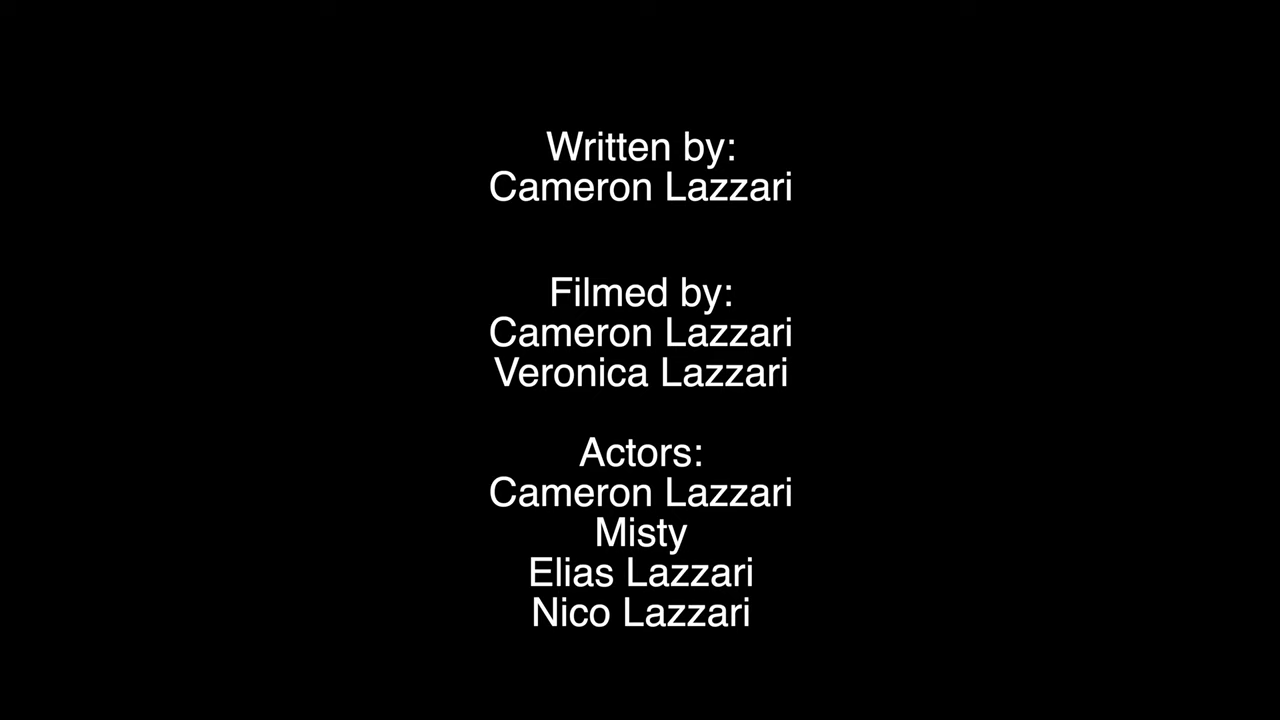 Written by:
Cameron Lazzari
Filmed by:
Cameron Lazzari
Veronica Lazzari
Actors:
Cameron Lazzari
Misty
Elias Lazzari
Nico Lazzari